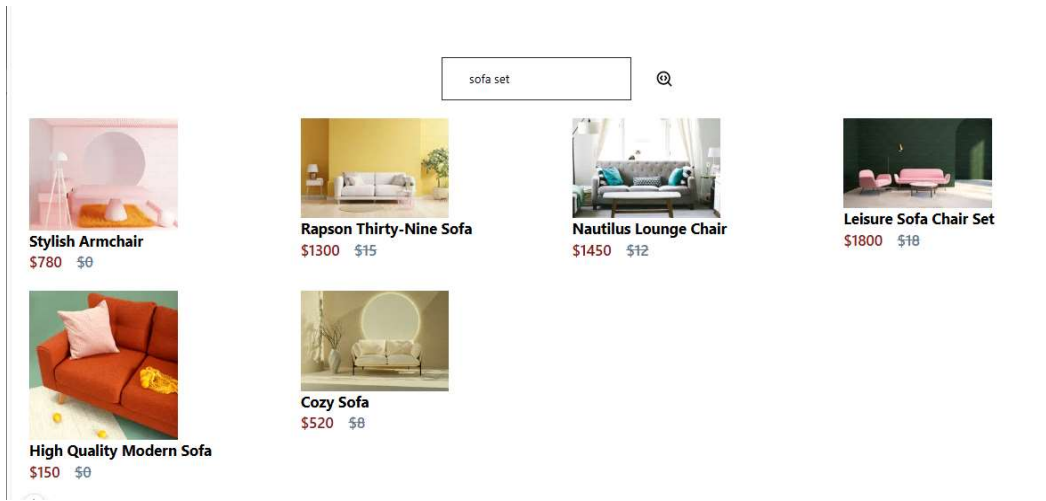 sofa set
Stylish Armchair
$780 $0
Rapson Thirty-Nine Sofa
$1300 $15
Nautilus Lounge Chair
$1450 $12
Leisure Sofa Chair Set
$1800 $18
High Quality Modern Sofa
$150 $0
Cozy Sofa
$520 $8